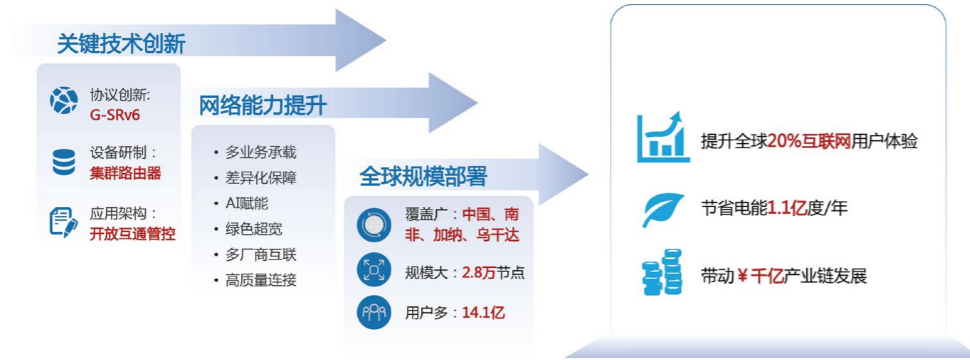 关键技术创新
协议创新:
G-SRv6
设备研制：
集群路由器
应用架构：
开放互通管控
网络能力提升
• 多业务承载
• 差异化保障
• AI赋能
• 绿色超宽
• 多厂商互联
• 高质量连接
全球规模部署
覆盖广：中国、南
非、加纳、乌干达
规模大：2.8万节点
用户多：14.1亿
提升全球20%互联网用户体验
节省电能1.1亿度/年
带动￥千亿产业链发展